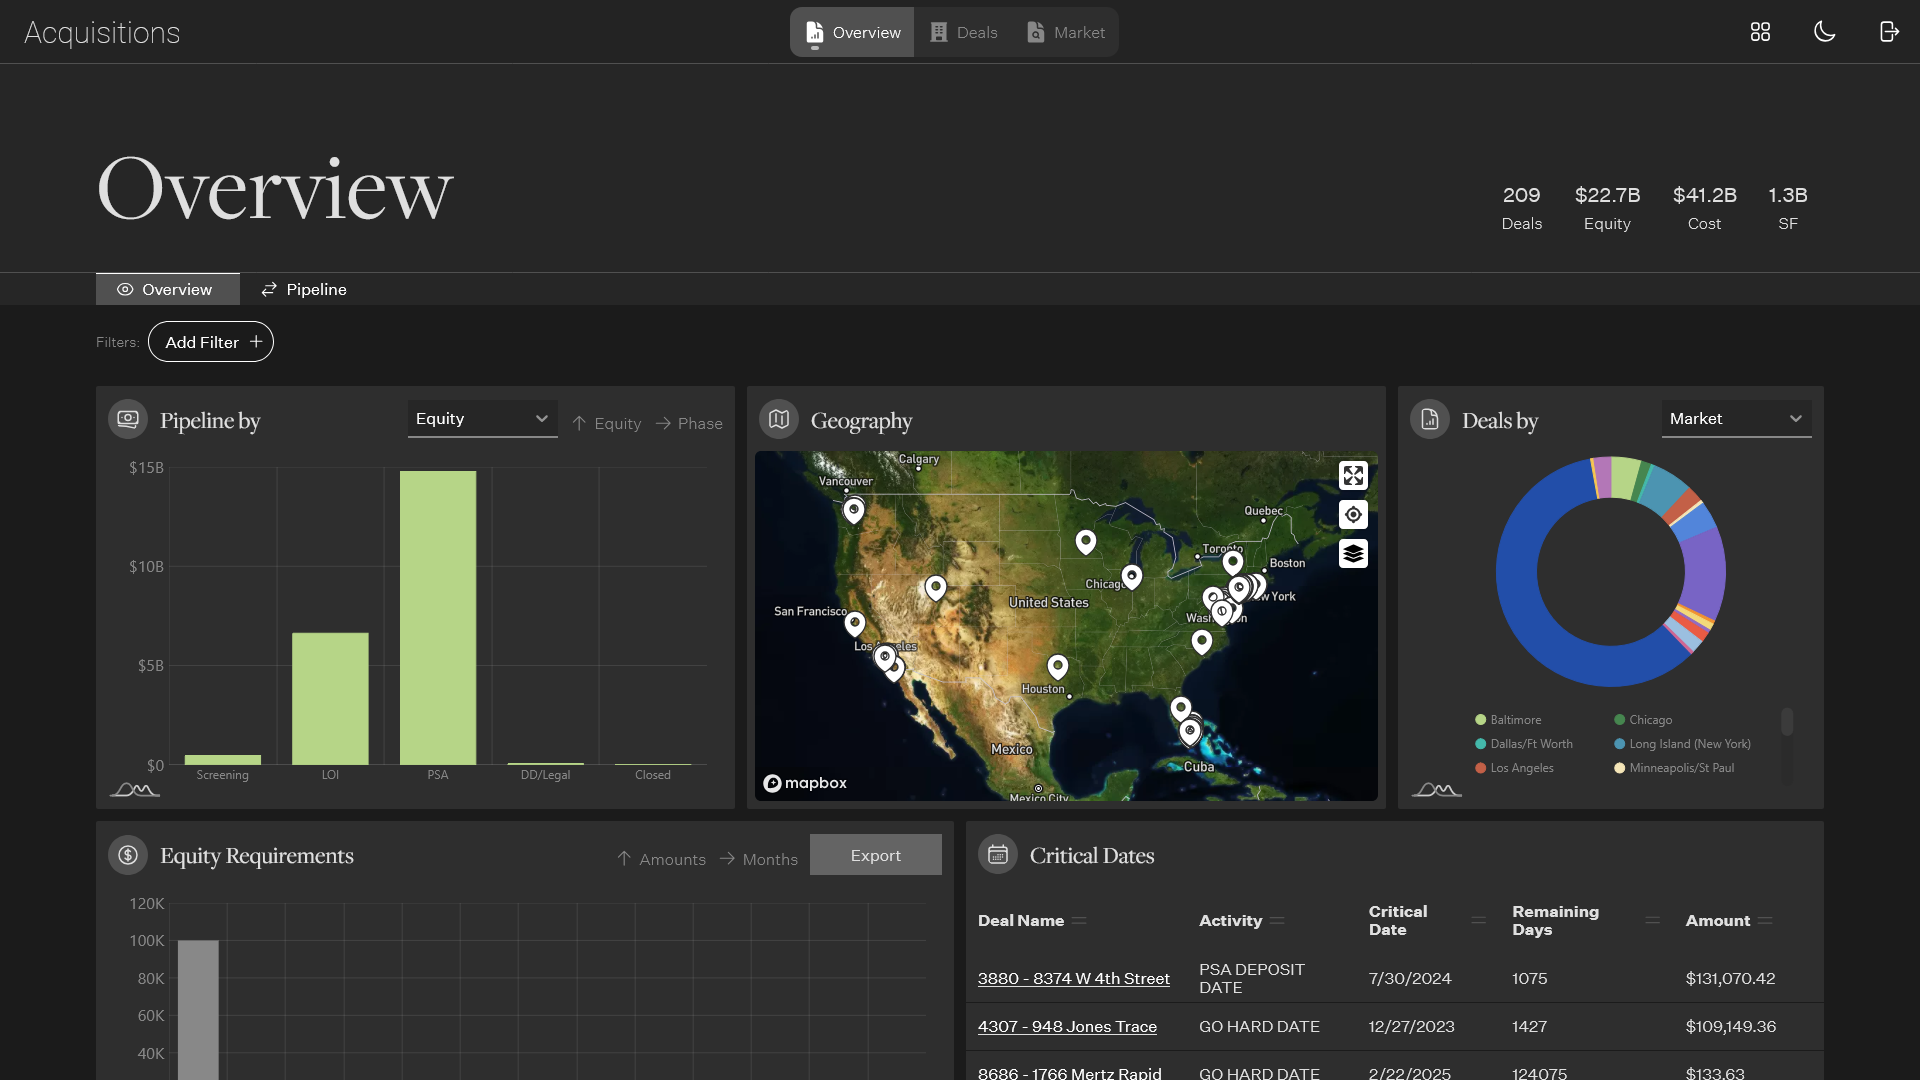 Acquisitions
Overview
Deals
Market
Overview
209
Deals
$22.7B
Equity
$41.2B
Cost
1.3B
SF
Overview
Pipeline
Filters:
Add Filter
Pipeline by
Equity
Equity
Phase
$15B
$10B
$5B
$0
Screening
LOI
PSA
DD/Legal
Closed
Geography
Calgary
Vancouver
Quebec
Toronto
Boston
Chicago
United States
San Francisco
Los Angeles
Houston
Mexico
Cuba
Mexico City
mapbox
Deals by
Market
Baltimore
Chicago
Dallas/Ft Worth
Long Island (New York)
Los Angeles
Minneapolis/St Paul
Equity Requirements
Amounts
Months
Export
120K
100K
80K
60K
40K
Critical Dates
Deal Name
Activity
Critical
Date
Remaining
Days
Amount
3880 - 8374 W 4th Street
PSA DEPOSIT
DATE
7/30/2024
1075
$131,070.42
4307 - 948 Jones Trace
GO HARD DATE
12/27/2023
1427
$109,149.36
8686 - 1766 Mertz Rapid
GO HARD DATE
2/22/2025
124075
$133.63